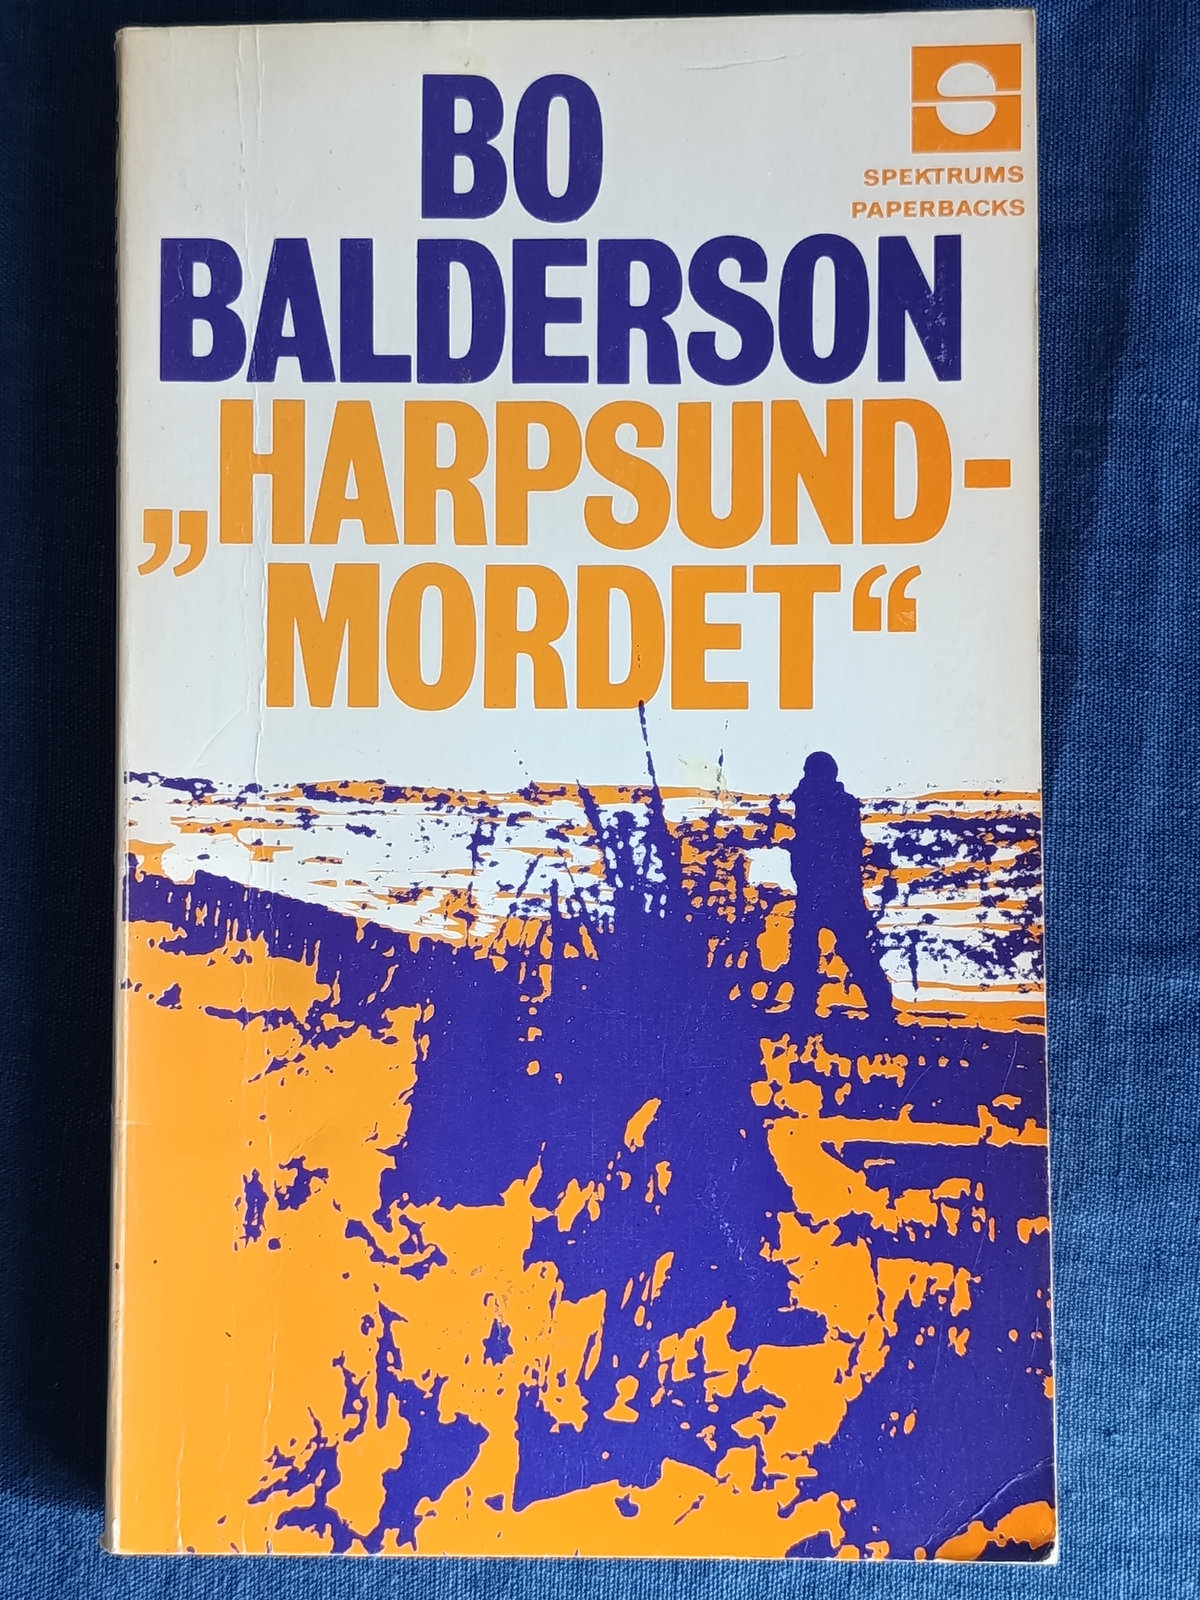 BO
BALDERSON
„HARPSUND-
MORDET“
S
SPEKTRUMS
PAPERBACKS